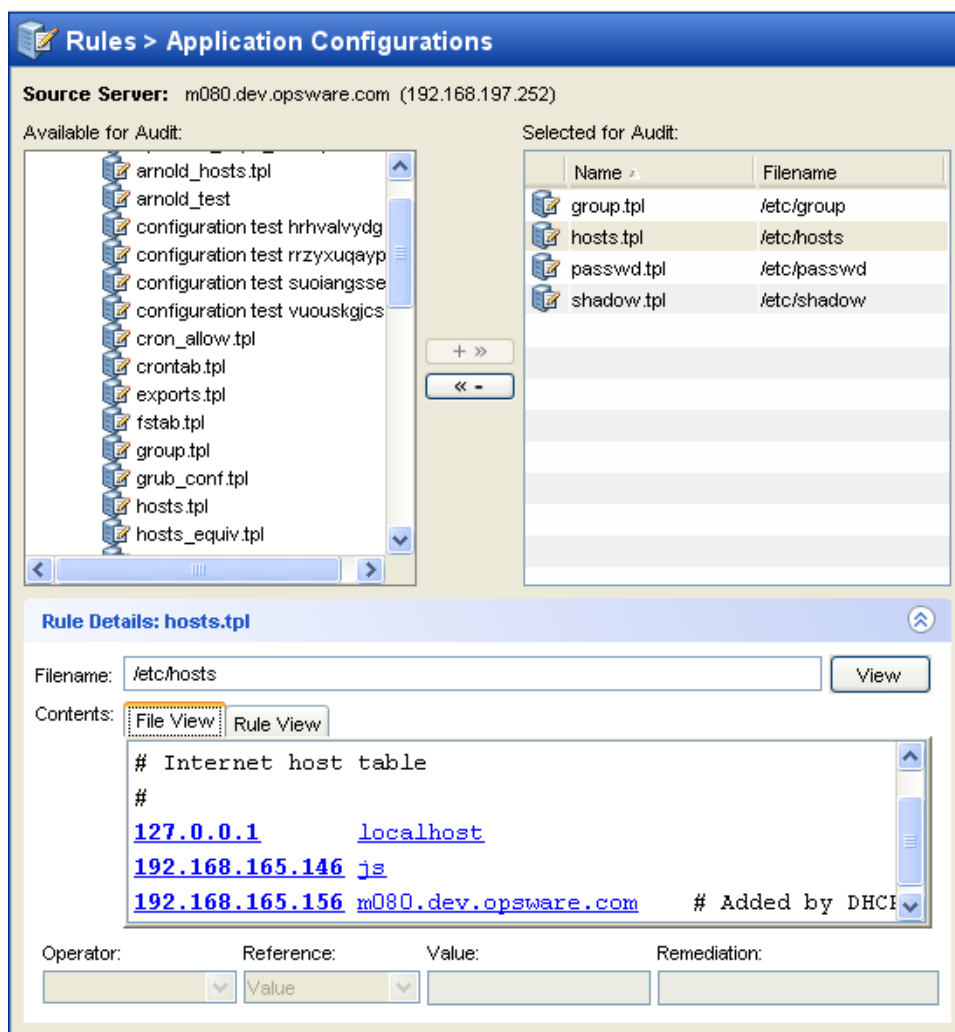 Rules > Application Configurations
Source Server: m080.dev.opsware.com (192.168.197.252)
Available for Audit:
Selected for Audit:
arnold_hosts.tpl
arnold_test
configuration test hrhvalvydg
configuration test rrzyxuqayp
configuration test suoiangsse
configuration test vuouskgjcs
cron_allow.tpl
crontab.tpl
exports.tpl
fstab.tpl
group.tpl
grub_conf.tpl
hosts.tpl
hosts_equiv.tpl
+ »
« -
Name Filename
group.tpl /etc/group
hosts.tpl /etc/hosts
passwd.tpl /etc/passwd
shadow.tpl /etc/shadow
Rule Details: hosts.tpl
Filename: /etc/hosts View
Contents: File View Rule View
# Internet host table
#
127.0.0.1 localhost
192.168.165.146 js
192.168.165.156 m080.dev.opsware.com # Added by DHCP
Operator: Reference: Value: Remediation:
Value